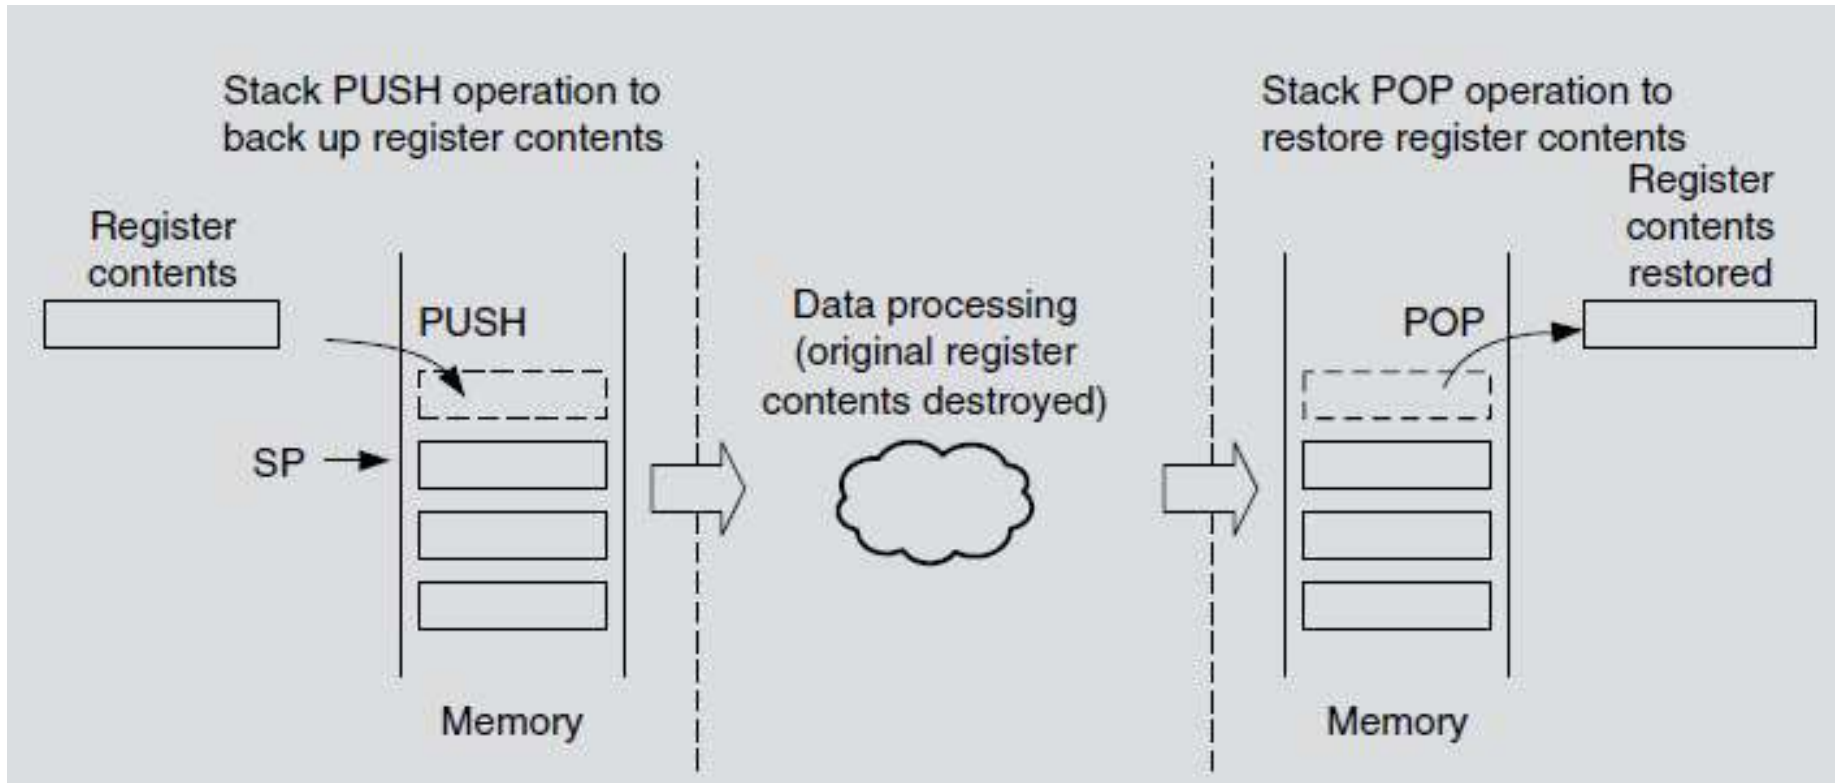 Stack PUSH operation to
back up register contents
Register
contents
PUSH
SP
Memory
Data processing
(original register
contents destroyed)
Stack POP operation to
restore register contents
Register
contents
restored
POP
Memory